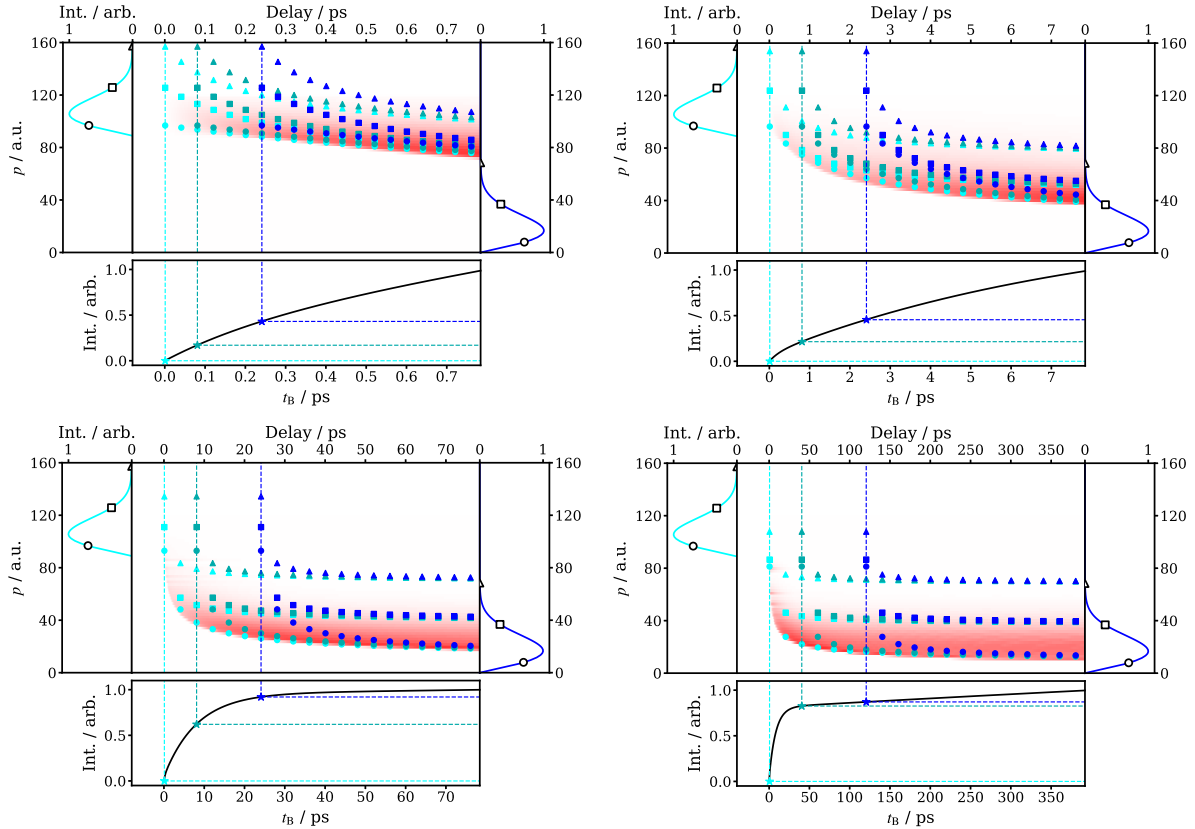 Int. / arb. Delay / ps
1 0 0.0 0.1 0.2 0.3 0.4 0.5 0.6 0.7 0 1
160 160
120 120
p / a.u.
80 80
40 40
0 0
1.0
Int. / arb.
0.5
0.0
0.0 0.1 0.2 0.3 0.4 0.5 0.6 0.7
tB / ps
Int. / arb. Delay / ps
1 0 0 1 2 3 4 5 6 7 0 1
160 160
120 120
p / a.u.
80 80
40 40
0 0
1.0
Int. / arb.
0.5
0.0
0 1 2 3 4 5 6 7
tB / ps
Int. / arb. Delay / ps
1 0 0 10 20 30 40 50 60 70 0 1
160 160
120 120
p / a.u.
80 80
40 40
0 0
1.0
Int. / arb.
0.5
0.0
0 10 20 30 40 50 60 70
tB / ps
Int. / arb. Delay / ps
1 0 0 50 100 150 200 250 300 350 0 1
160 160
120 120
p / a.u.
80 80
40 40
0 0
1.0
Int. / arb.
0.5
0.0
0 50 100 150 200 250 300 350
tB / ps